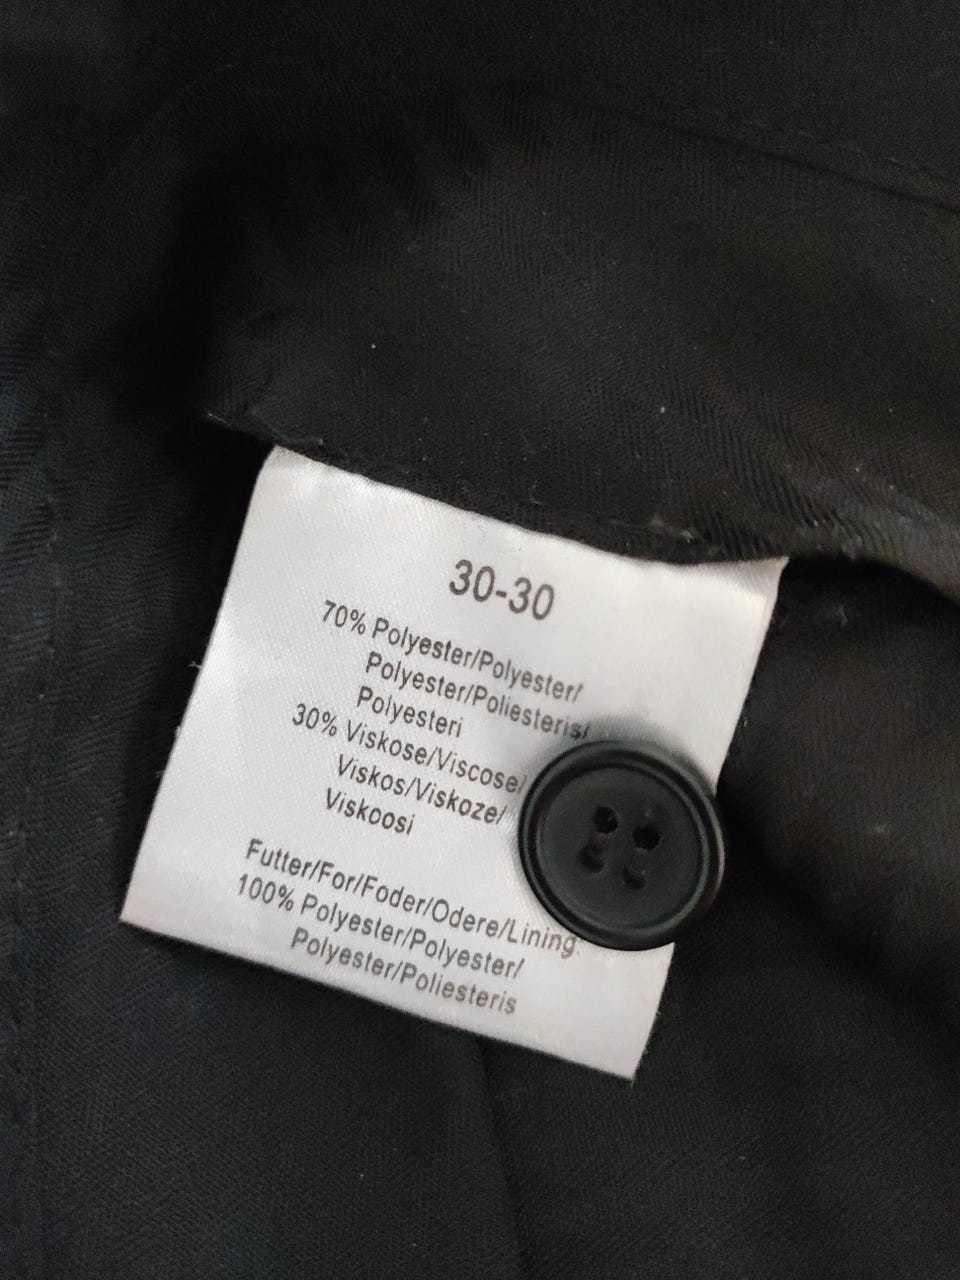 30-30
70% Polyester/Polyester/
Polyester/Poliesteris/
Polyesteri
30% Viskose/Viscose/
Viskos/Viskoze/
Viskoosi
Futter/For/Foder/Odere/Lining
100% Polyester/Polyester/
Polyester/Poliesteris